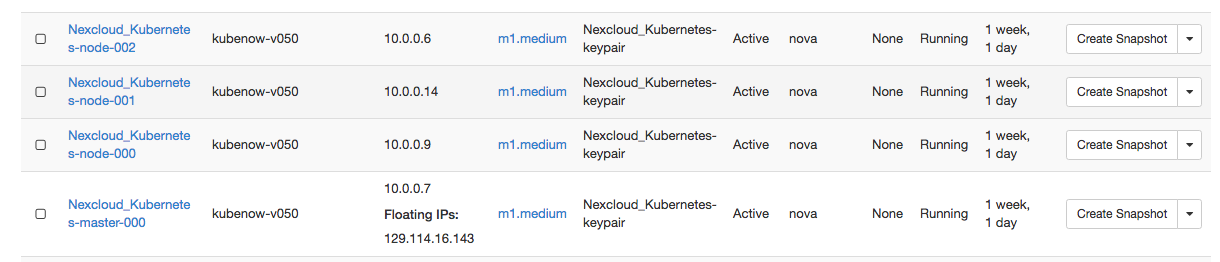 Nexcloud_Kubernete
s-node-002
kubenow-v050
10.0.0.6
m1.medium
Nexcloud_Kubernetes-
keypair
Active
nova
None
Running
1 week,
1 day
Create Snapshot
Nexcloud_Kubernete
s-node-001
kubenow-v050
10.0.0.14
m1.medium
Nexcloud_Kubernetes-
keypair
Active
nova
None
Running
1 week,
1 day
Create Snapshot
Nexcloud_Kubernete
s-node-000
kubenow-v050
10.0.0.9
m1.medium
Nexcloud_Kubernetes-
keypair
Active
nova
None
Running
1 week,
1 day
Create Snapshot
Nexcloud_Kubernete
s-master-000
kubenow-v050
10.0.0.7
Floating IPs:
129.114.16.143
m1.medium
Nexcloud_Kubernetes-
keypair
Active
nova
None
Running
1 week,
1 day
Create Snapshot